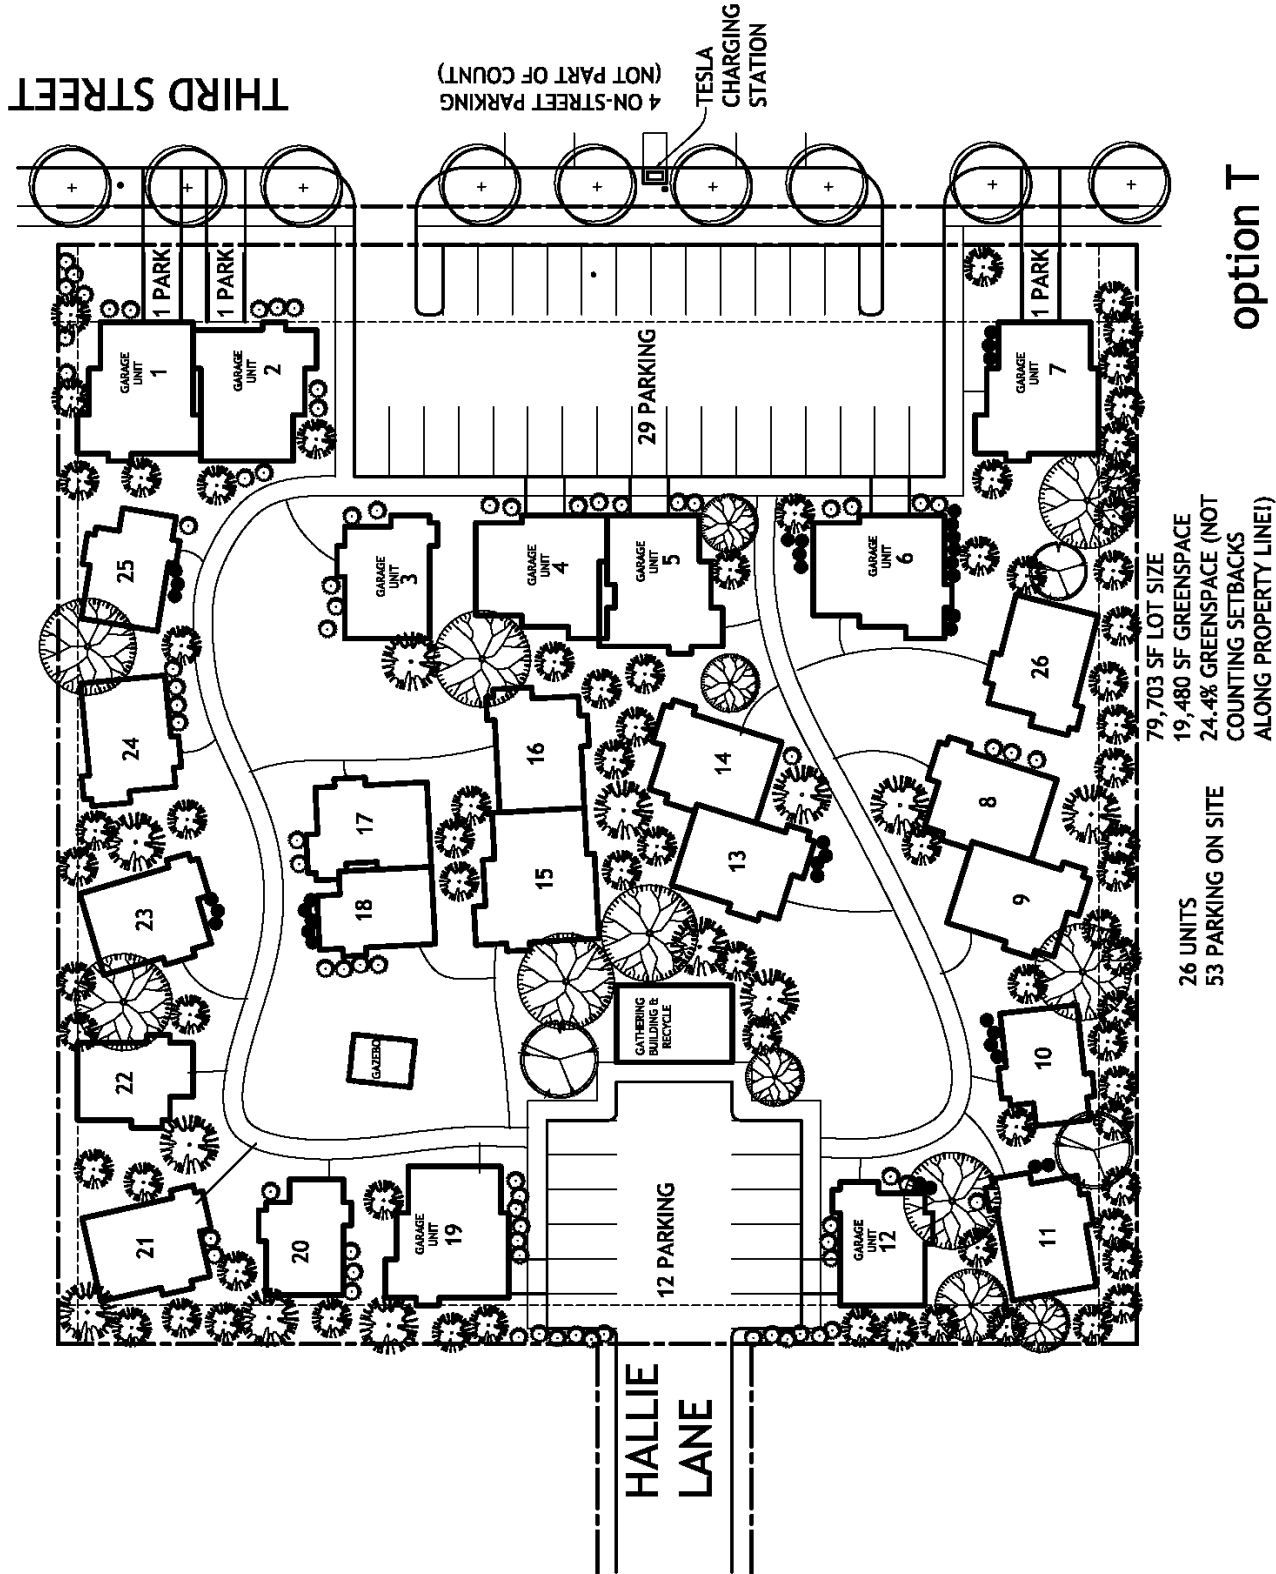 THIRD STREET
4 ON-STREET PARKING
(NOT PART OF COUNT)
TESLA
CHARGING
STATION
1 PARK
1 PARK
1 PARK
GARAGE
UNIT
1
GARAGE
UNIT
2
29 PARKING
GARAGE
UNIT
7
option T
25
GARAGE
UNIT
3
GARAGE
UNIT
4
GARAGE
UNIT
5
GARAGE
UNIT
6
26
24
16
14
8
17
18
15
13
9
23
GATHERING
BUILDING &
RECYCLE
GAZEBO
22
10
21
20
GARAGE
UNIT
19
12 PARKING
GARAGE
UNIT
12
11
HALLIE
LANE
79,703 SF LOT SIZE
19,480 SF GREENSPACE
24.4% GREENSPACE (NOT
COUNTING SETBACKS
ALONG PROPERTY LINE!)
26 UNITS
53 PARKING ON SITE